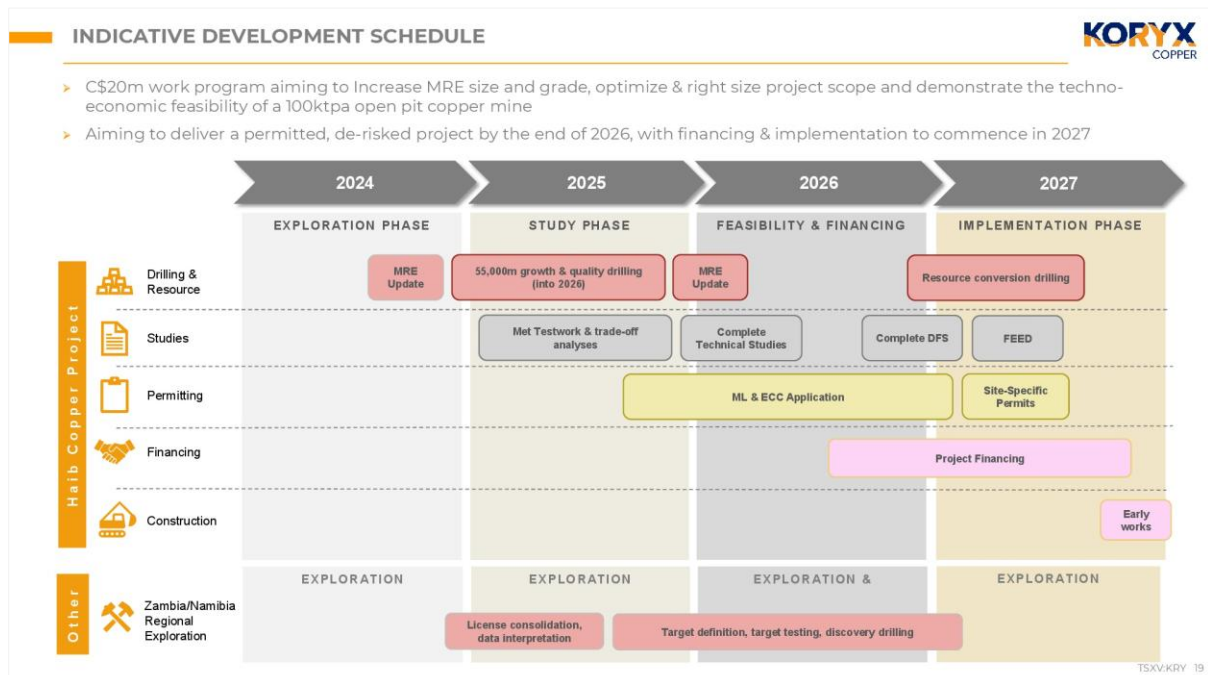 INDICATIVE DEVELOPMENT SCHEDULE
KORYX
COPPER
➢ C$20m work program aiming to Increase MRE size and grade, optimize & right size project scope and demonstrate the techno-
economic feasibility of a 100ktpa open pit copper mine
➢ Aiming to deliver a permitted, de-risked project by the end of 2026, with financing & implementation to commence in 2027
2024
2025
2026
2027
EXPLORATION PHASE
STUDY PHASE
FEASIBILITY & FINANCING
IMPLEMENTATION PHASE
Haib Copper Project
Drilling &
Resource
MRE
Update
55,000m growth & quality drilling
(into 2026)
MRE
Update
Resource conversion drilling
Studies
Met Testwork & trade-off
analyses
Complete
Technical Studies
Complete DFS
FEED
Permitting
ML & ECC Application
Site-Specific
Permits
Financing
Project Financing
Construction
Early
works
Other
EXPLORATION
EXPLORATION
EXPLORATION &
EXPLORATION
Zambia/Namibia
Regional
Exploration
License consolidation,
data interpretation
Target definition, target testing, discovery drilling
TSXV:KRY 19